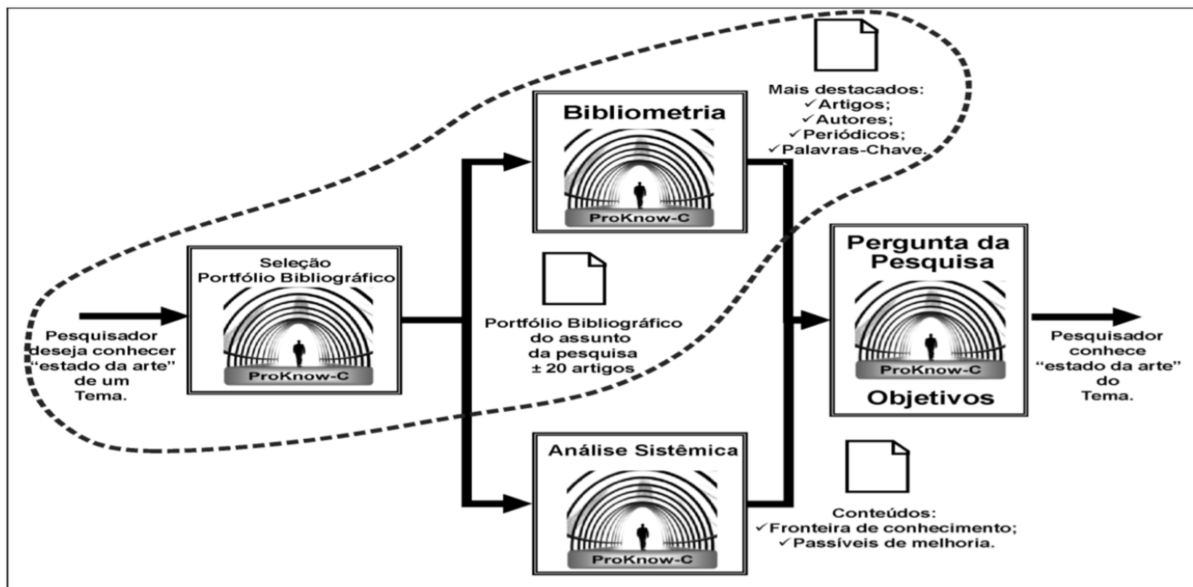 Pesquisador
deseja conhecer
“estado da arte”
de um
Tema.
Seleção
Portfólio Bibliográfico
ProKnow-C
Bibliometria
ProKnow-C
Mais destacados:
✓Artigos;
✓Autores;
✓Periódicos;
✓Palavras-Chave.
Portfólio Bibliográfico
do assunto
da pesquisa
± 20 artigos
Análise Sistêmica
ProKnow-C
Conteúdos:
✓Fronteira de conhecimento;
✓Passíveis de melhoria.
Pergunta da
Pesquisa
ProKnow-C
Objetivos
Pesquisador
conhece
“estado da arte”
do
Tema.